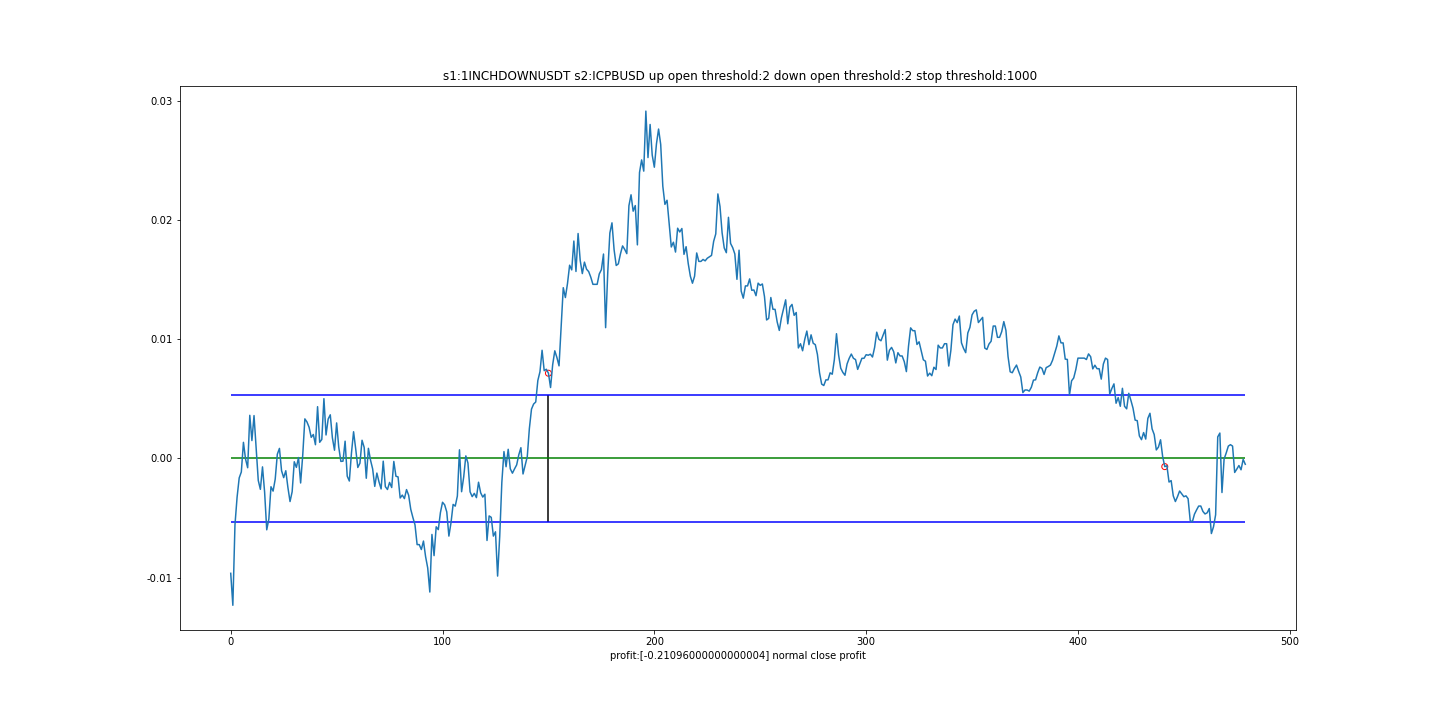 s1:1INCHDOWNUSDT s2:ICPBUSD up open threshold:2 down open threshold:2 stop threshold:1000
0.03
0.02
0.01
0.00
-0.01
0 100 200 300 400 500
profit:[-0.21096000000000004] normal close profit